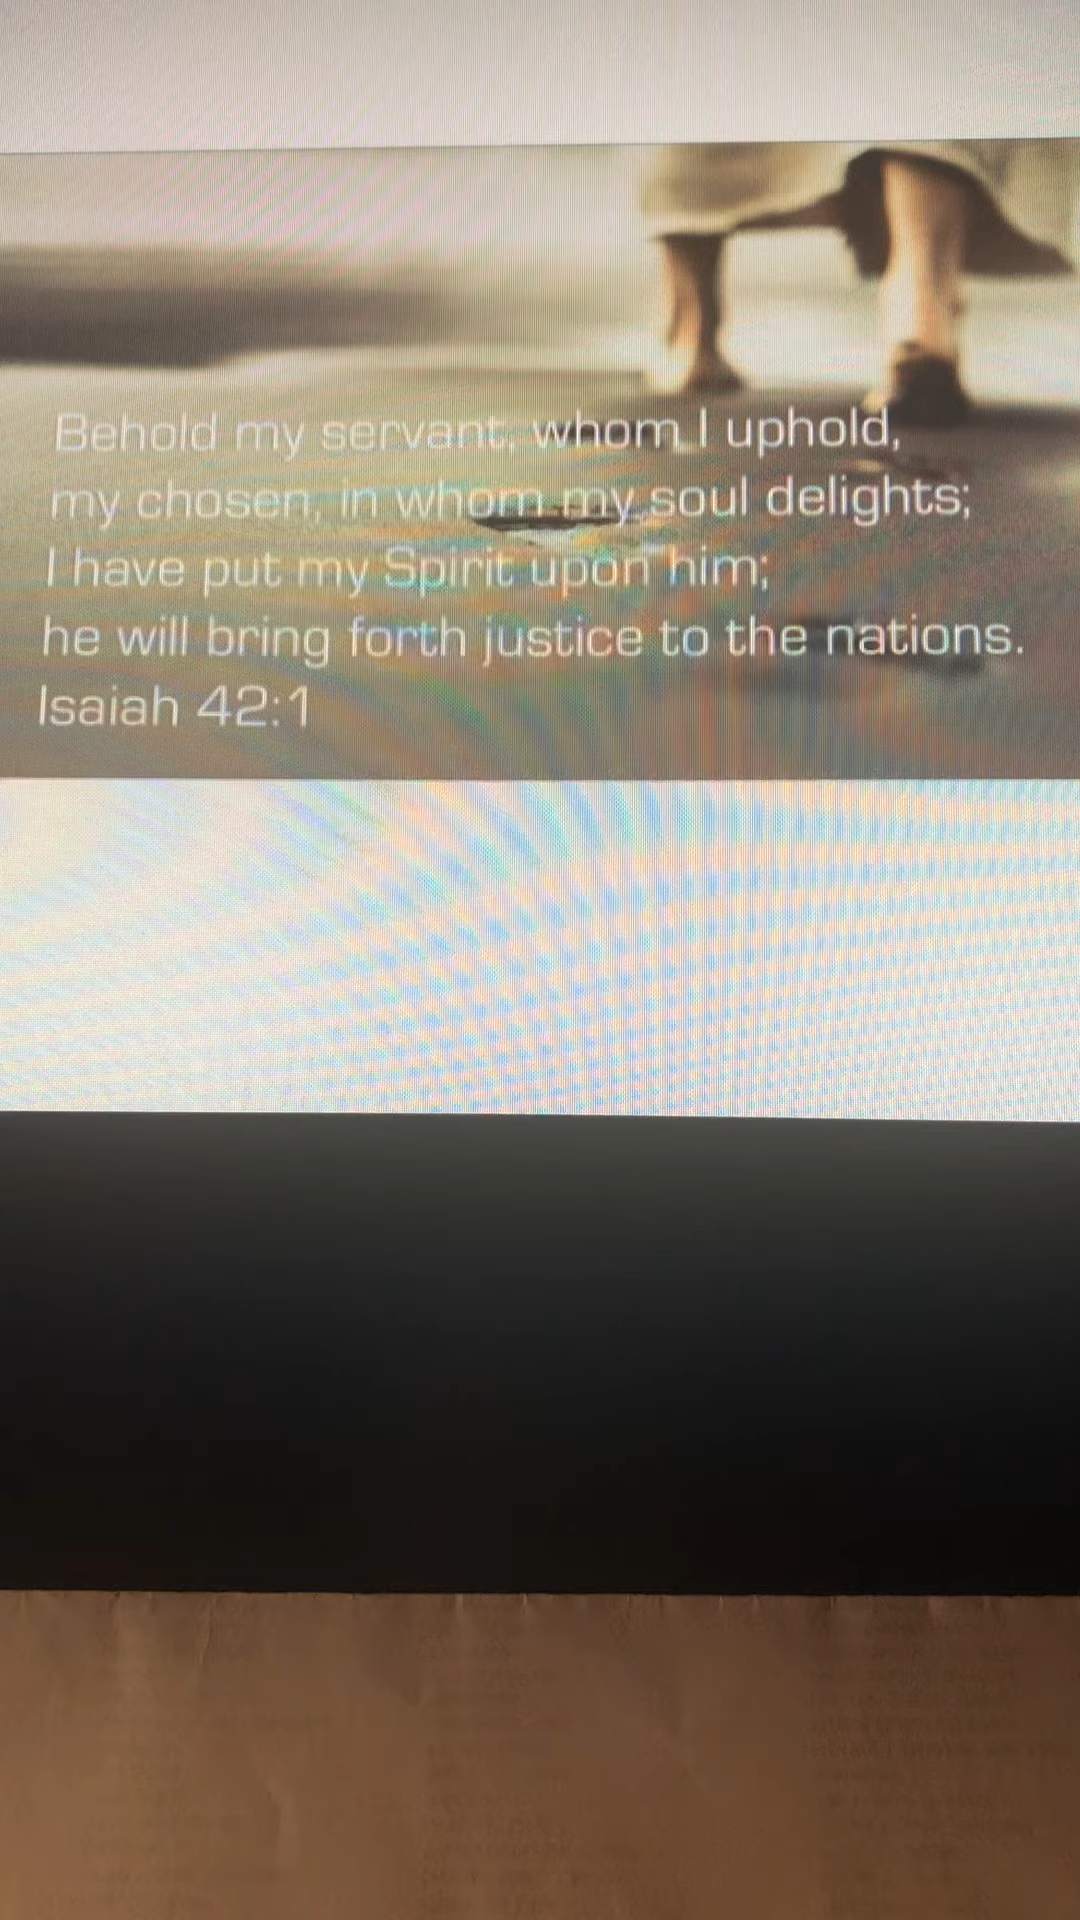 Behold my servant, whom I uphold,
my chosen, in whom my soul delights;
I have put my Spirit upon him;
he will bring forth justice to the nations.
Isaiah 42:1